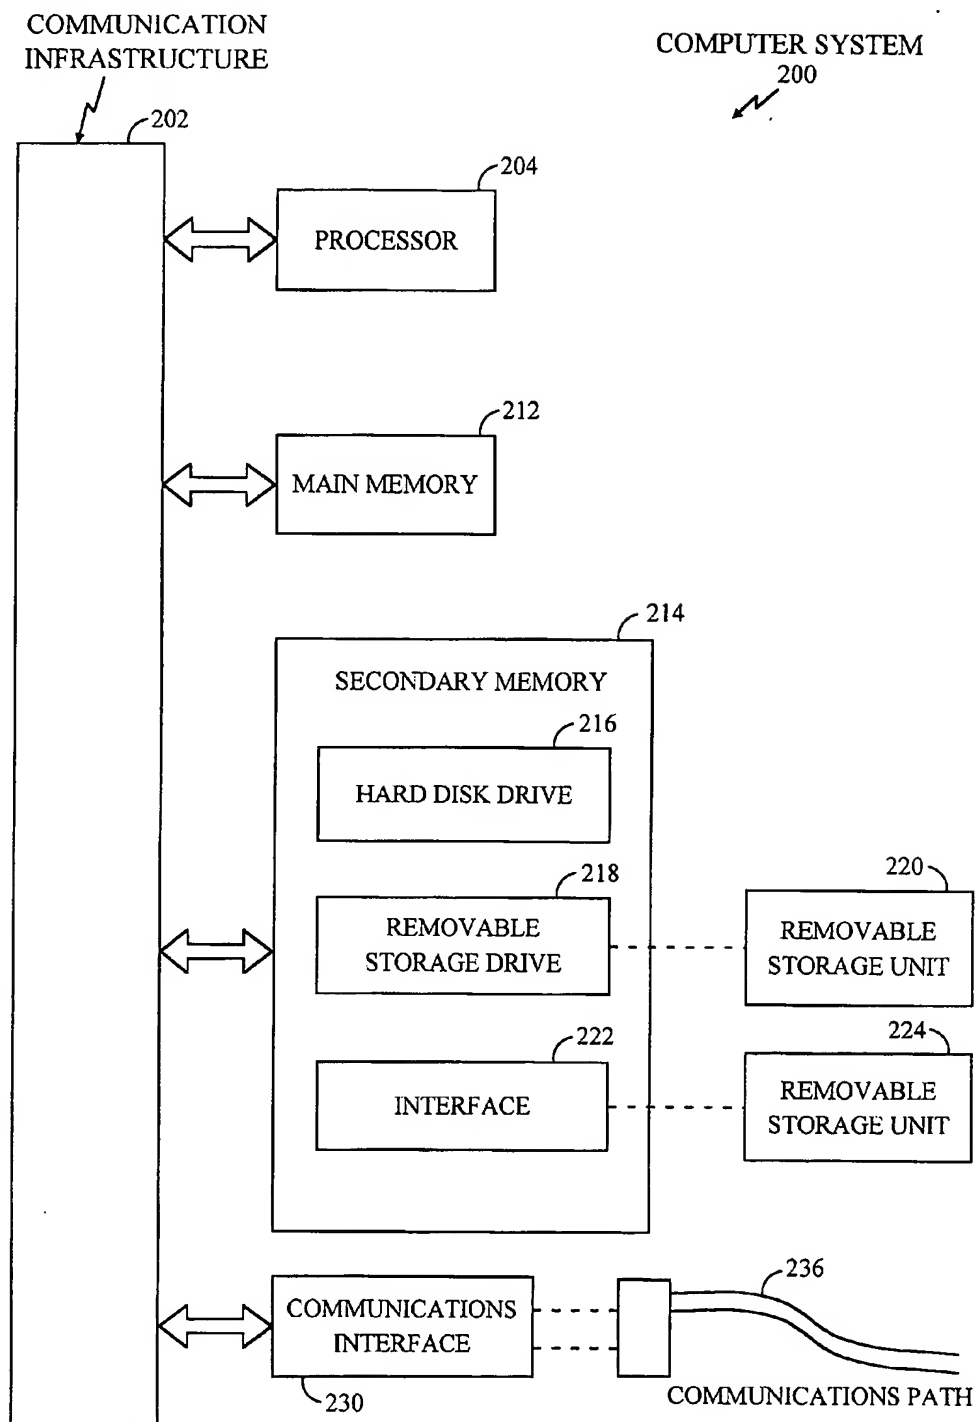 COMMUNICATION
INFRASTRUCTURE
COMPUTER SYSTEM
200
202
204
PROCESSOR
212
MAIN MEMORY
214
SECONDARY MEMORY
216
HARD DISK DRIVE
218
REMOVABLE
STORAGE DRIVE
220
REMOVABLE
STORAGE UNIT
222
INTERFACE
224
REMOVABLE
STORAGE UNIT
COMMUNICATIONS
INTERFACE
230
236
COMMUNICATIONS PATH